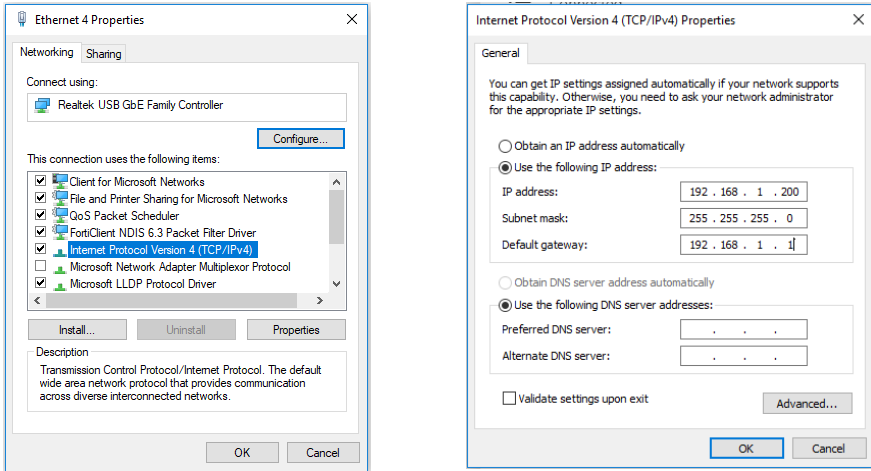 Ethernet 4 Properties
Networking
Sharing
Connect using:
Realtek USB GbE Family Controller
Configure...
This connection uses the following items:
Client for Microsoft Networks
File and Printer Sharing for Microsoft Networks
QoS Packet Scheduler
FortiClient NDIS 6.3 Packet Filter Driver
Internet Protocol Version 4 (TCP/IPv4)
Microsoft Network Adapter Multiplexor Protocol
Microsoft LLDP Protocol Driver
Install...
Uninstall
Properties
Description
Transmission Control Protocol/Internet Protocol. The default
wide area network protocol that provides communication
across diverse interconnected networks.
OK
Cancel
Internet Protocol Version 4 (TCP/IPv4) Properties
General
You can get IP settings assigned automatically if your network supports
this capability. Otherwise, you need to ask your network administrator
for the appropriate IP settings.
Obtain an IP address automatically
Use the following IP address:
IP address: 192 . 168 . 1 . 200
Subnet mask: 255 . 255 . 255 . 0
Default gateway: 192 . 168 . 1 . 1
Obtain DNS server address automatically
Use the following DNS server addresses:
Preferred DNS server: . . .
Alternate DNS server: . . .
Validate settings upon exit
Advanced...
OK
Cancel